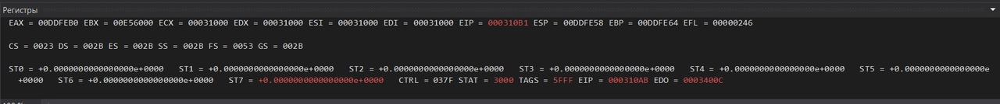 Регистры
EAX = 00DDFEB0 EBX = 00E56000 ECX = 00031000 EDX = 00031000 ESI = 00031000 EDI = 00031000 EIP = 000310B1 ESP = 00DDFE58 EBP = 00DDFE64 EFL = 00000246
CS = 0023 DS = 002B ES = 002B SS = 002B FS = 0053 GS = 002B
ST0 = +0.0000000000000000e+0000 ST1 = +0.0000000000000000e+0000 ST2 = +0.0000000000000000e+0000 ST3 = +0.0000000000000000e+0000 ST4 = +0.0000000000000000e+0000 ST5 = +0.0000000000000000e
+0000 ST6 = +0.0000000000000000e+0000 ST7 = +0.0000000000000000e+0000 CTRL = 037F STAT = 3000 TAGS = 5FFF EIP = 000310AB EDO = 0003400C